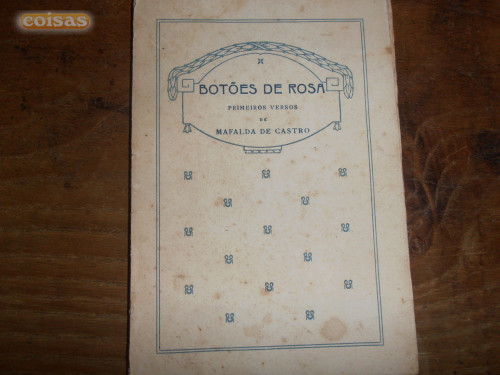 coisas
BOTÕES DE ROSA
PRIMEIROS VERSOS
DE
MAFALDA DE CASTRO